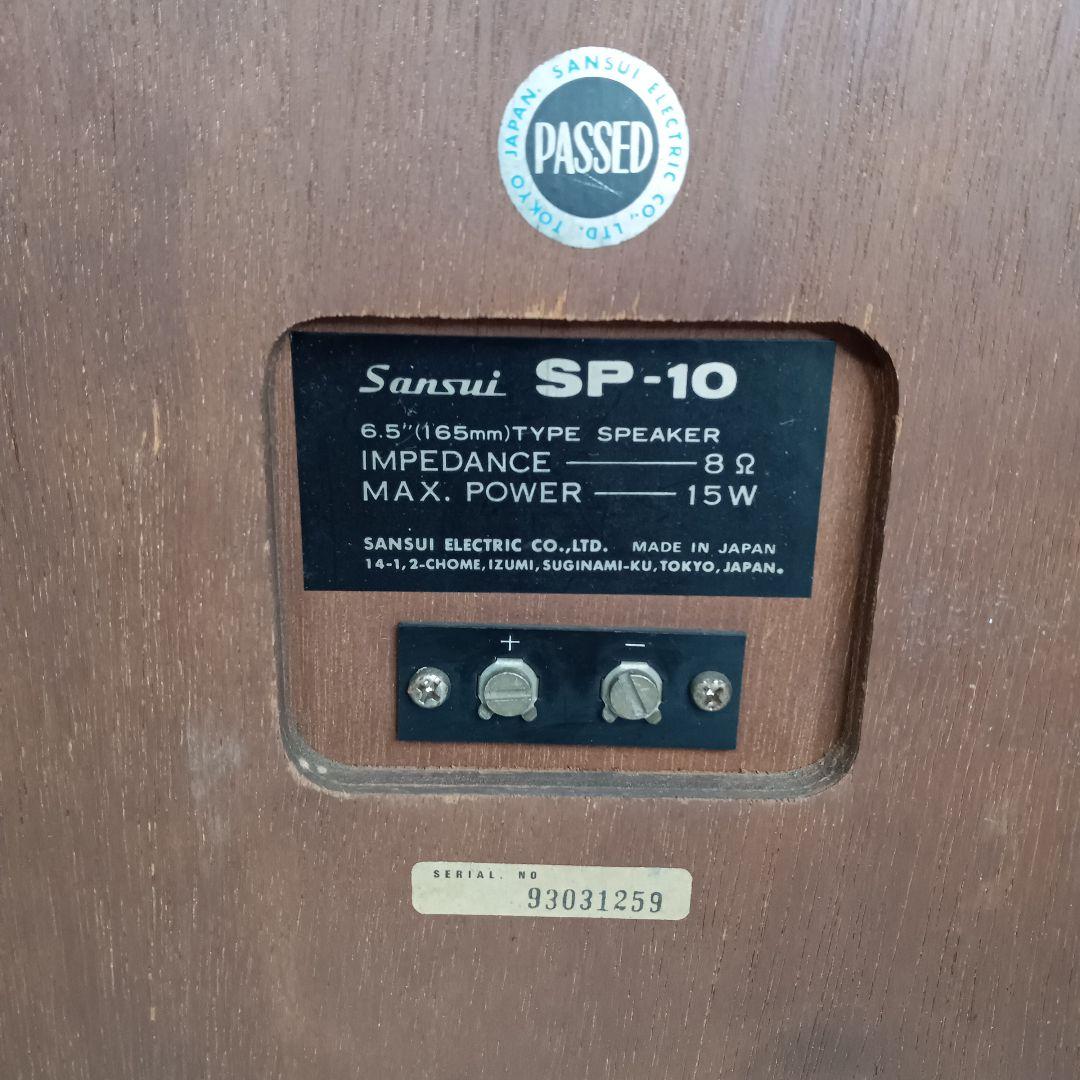 SANSUI ELECTRIC CO., LTD. TOKYO JAPAN.
PASSED
Sansui SP-10
6.5"(165mm)TYPE SPEAKER
IMPEDANCE 8 Ω
MAX. POWER 15W
SANSUI ELECTRIC CO.,LTD. MADE IN JAPAN
14-1, 2-CHOME, IZUMI, SUGINAMI-KU, TOKYO, JAPAN.
+ −
SERIAL. NO
93031259